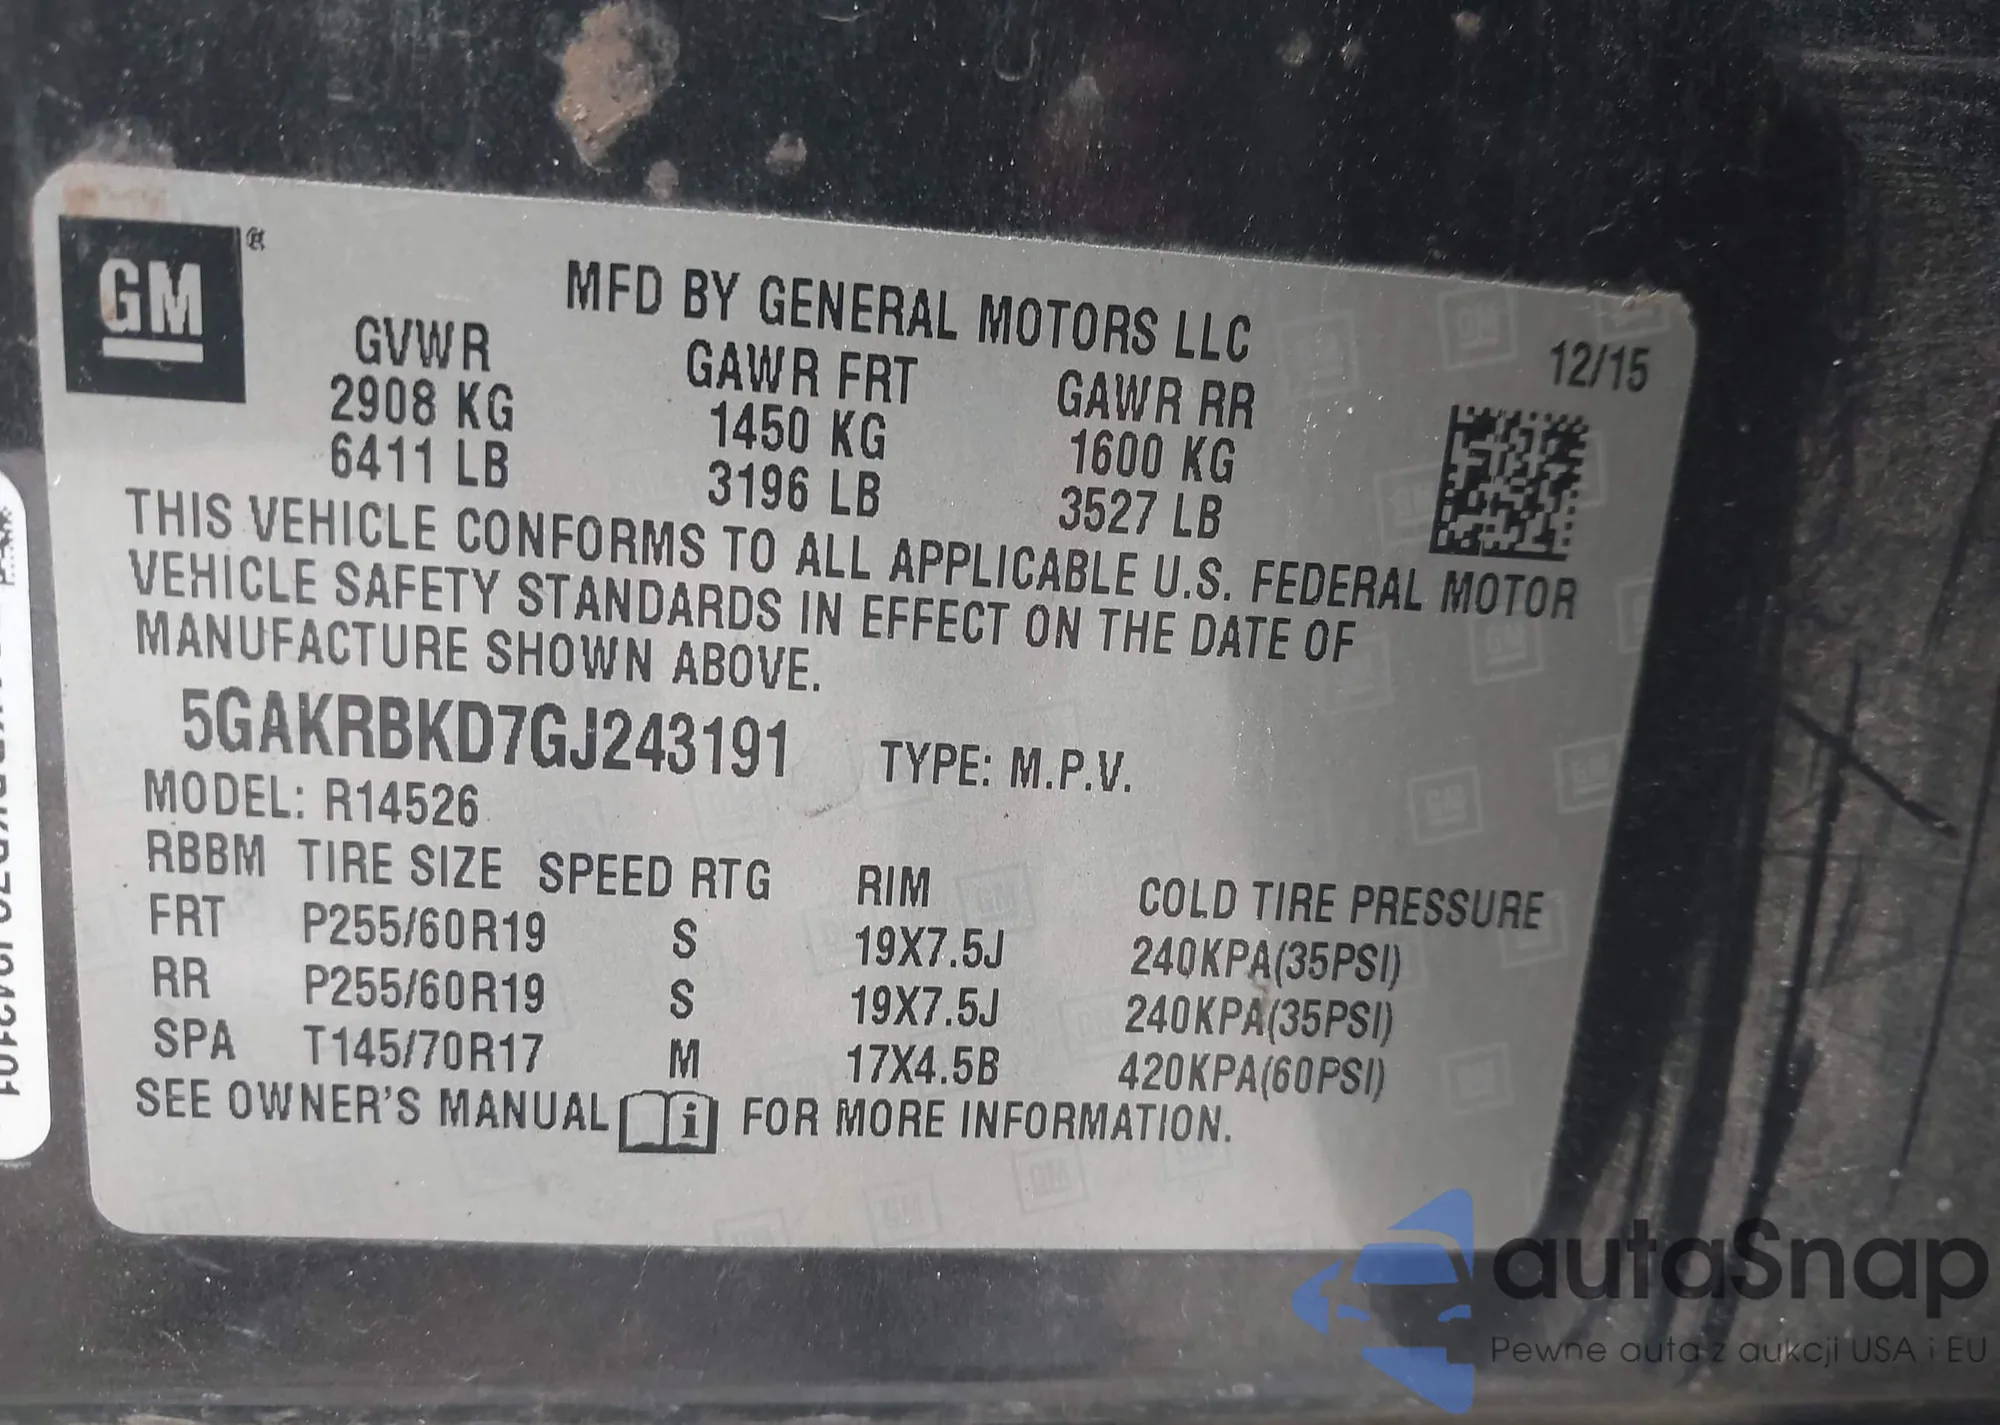 GM
MFD BY GENERAL MOTORS LLC
12/15
GVWR GAWR FRT GAWR RR
2908 KG 1450 KG 1600 KG
6411 LB 3196 LB 3527 LB
THIS VEHICLE CONFORMS TO ALL APPLICABLE U.S. FEDERAL MOTOR
VEHICLE SAFETY STANDARDS IN EFFECT ON THE DATE OF
MANUFACTURE SHOWN ABOVE.
5GAKRBKD7GJ243191 TYPE: M.P.V.
MODEL: R14526
RBBM TIRE SIZE SPEED RTG RIM COLD TIRE PRESSURE
FRT P255/60R19 S 19X7.5J 240KPA(35PSI)
RR P255/60R19 S 19X7.5J 240KPA(35PSI)
SPA T145/70R17 M 17X4.5B 420KPA(60PSI)
SEE OWNER'S MANUAL i FOR MORE INFORMATION.
autaSnap
Pewne auta z aukcji USA i EU